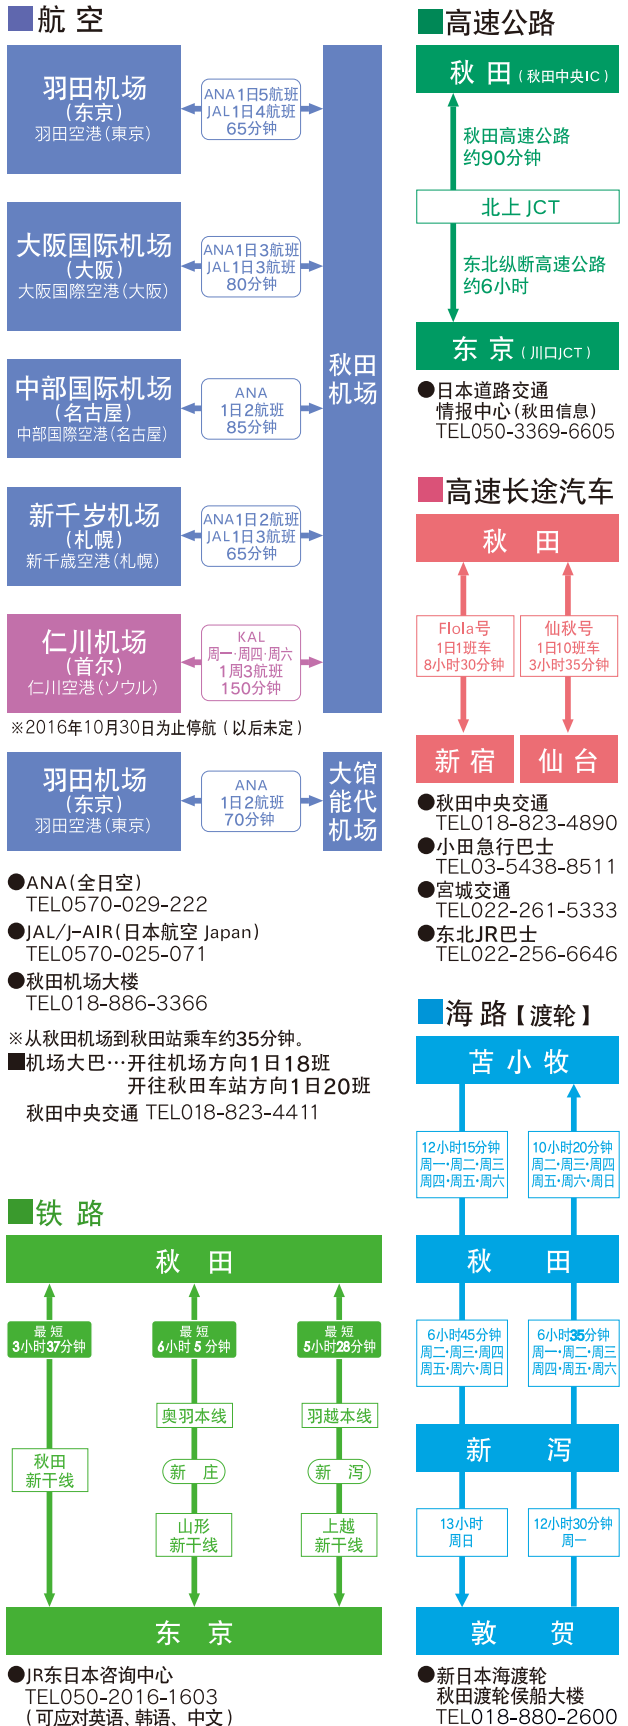 ■航空
羽田机场
(东京)
羽田空港(東京)
ANA1日5航班
JAL1日4航班
65分钟
大阪国际机场
(大阪)
大阪国際空港(大阪)
ANA1日3航班
JAL1日3航班
80分钟
中部国际机场
(名古屋)
中部国際空港(名古屋)
ANA
1日2航班
85分钟
新千岁机场
(札幌)
新千歳空港(札幌)
ANA1日2航班
JAL1日3航班
65分钟
仁川机场
(首尔)
仁川空港(ソウル)
KAL
周一·周四·周六
1周3航班
150分钟
秋田
机场
※2016年10月30日为止停航(以后未定)
羽田机场
(东京)
羽田空港(東京)
ANA
1日2航班
70分钟
大馆
能代
机场
●ANA(全日空)
TEL0570-029-222
●JAL/J-AIR(日本航空 Japan)
TEL0570-025-071
●秋田机场大楼
TEL018-886-3366
※从秋田机场到秋田站乘车约35分钟。
■机场大巴…开往机场方向1日18班
开往秋田车站方向1日20班
秋田中央交通 TEL018-823-4411
■铁路
秋田
最短
3小时37分钟
最短
6小时5分钟
最短
5小时28分钟
奥羽本线
羽越本线
秋田
新干线
新庄
新泻
山形
新干线
上越
新干线
东京
●JR东日本咨询中心
TEL050-2016-1603
(可应对英语、韩语、中文)
■高速公路
秋田(秋田中央IC)
秋田高速公路
约90分钟
北上JCT
东北纵断高速公路
约6小时
东京(川口JCT)
●日本道路交通
情报中心(秋田信息)
TEL050-3369-6605
■高速长途汽车
秋田
Flola号
1日1班车
8小时30分钟
仙秋号
1日10班车
3小时35分钟
新宿
仙台
●秋田中央交通
TEL018-823-4890
●小田急行巴士
TEL03-5438-8511
●宮城交通
TEL022-261-5333
●东北JR巴士
TEL022-256-6646
■海路【渡轮】
苫小牧
12小时15分钟
周一·周二·周三
周四·周五·周六
10小时20分钟
周二·周三·周四
周五·周六·周日
秋田
6小时45分钟
周二·周三·周四
周五·周六·周日
6小时35分钟
周一·周二·周三
周四·周五·周六
新泻
13小时
周日
12小时30分钟
周一
敦贺
●新日本海渡轮
秋田渡轮侯船大楼
TEL018-880-2600